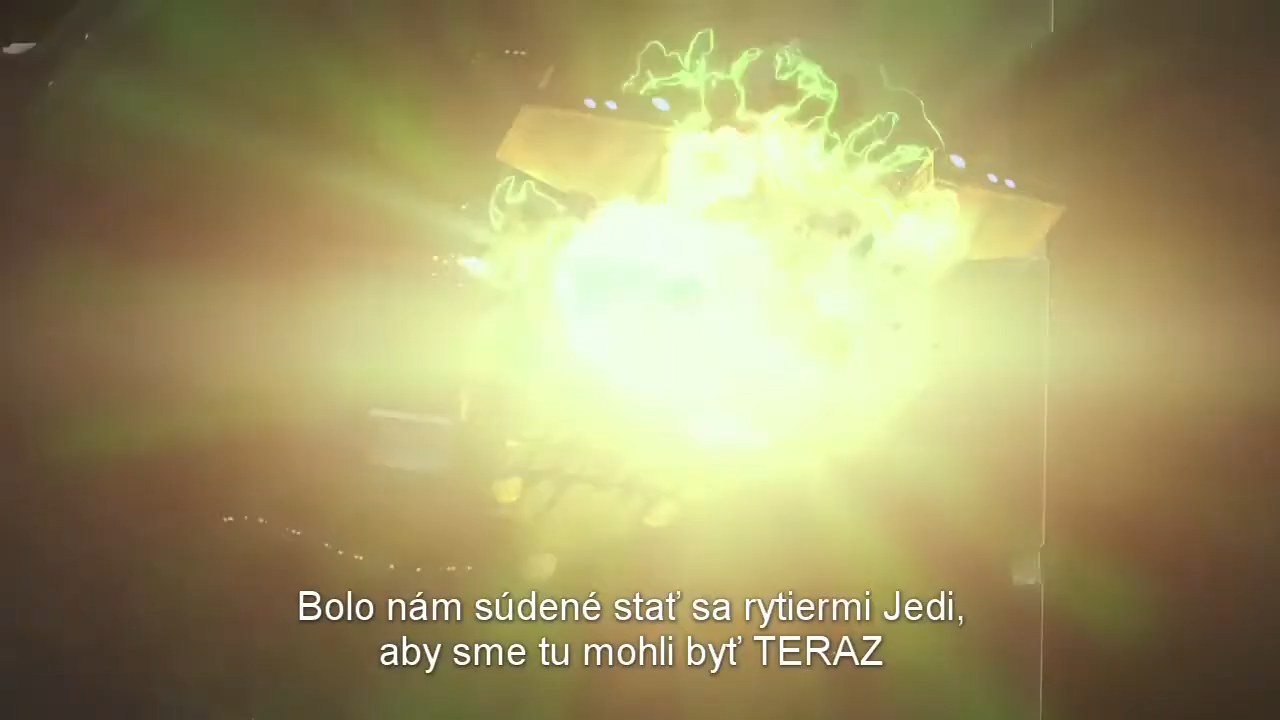 Bolo nám súdené stať sa rytiermi Jedi,
aby sme tu mohli byť TERAZ